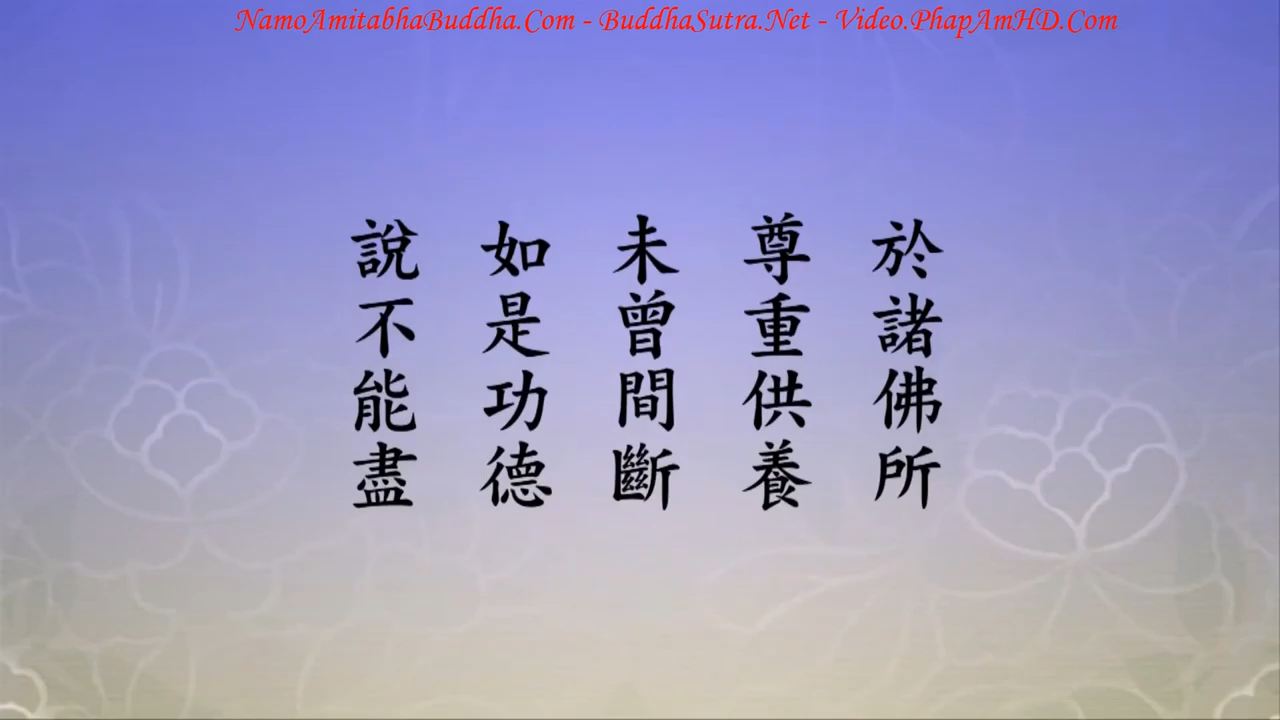 NamoAmitabhaBuddha.Com - BuddhaSutra.Net - Video.PhapAmHD.Com
於諸佛所
尊重供養
未曾間斷
如是功德
說不能盡